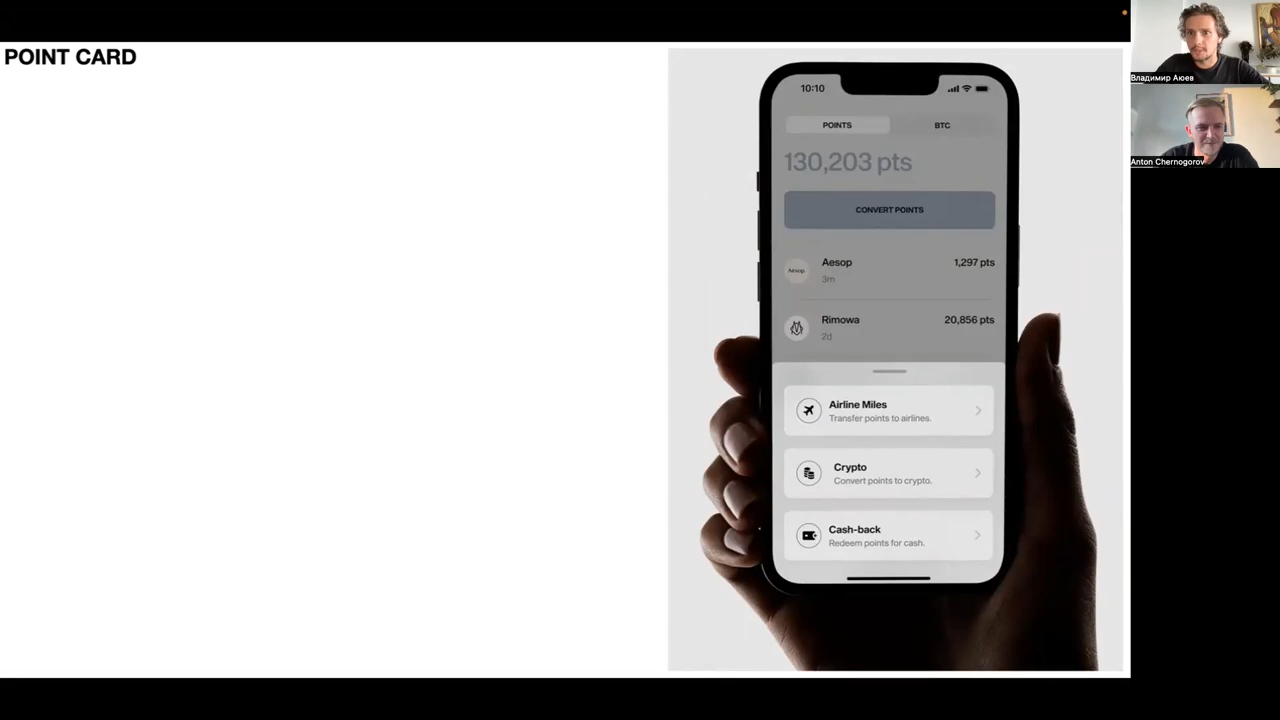 POINT CARD
10:10
POINTS
BTC
130,203 pts
CONVERT POINTS
Aesop
Aesop
1,297 pts
3m
Rimowa
20,856 pts
2d
Airline Miles
Transfer points to airlines.
Crypto
Convert points to crypto.
Cash-back
Redeem points for cash.
Владимир Аюев
Anton Chernogorov